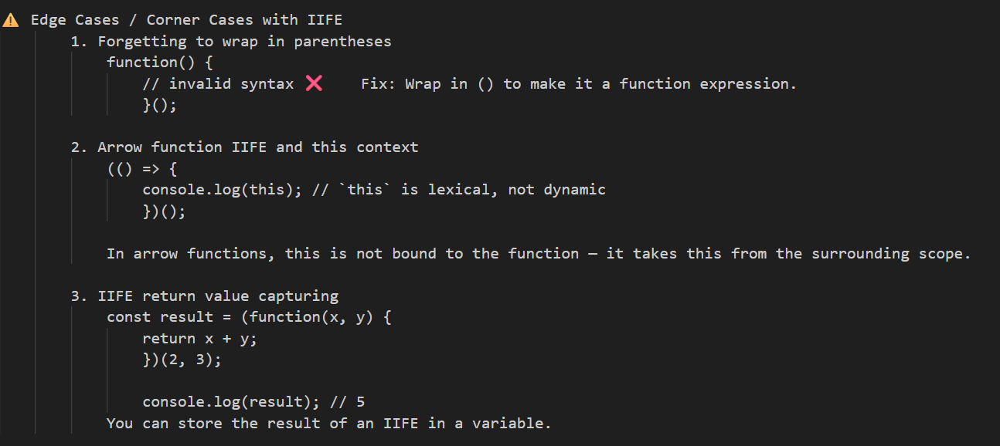 ⚠️ Edge Cases / Corner Cases with IIFE
1. Forgetting to wrap in parentheses
function() {
// invalid syntax ❌    Fix: Wrap in () to make it a function expression.
}();
2. Arrow function IIFE and this context
(() => {
console.log(this); // `this` is lexical, not dynamic
})();
In arrow functions, this is not bound to the function — it takes this from the surrounding scope.
3. IIFE return value capturing
const result = (function(x, y) {
return x + y;
})(2, 3);
console.log(result); // 5
You can store the result of an IIFE in a variable.